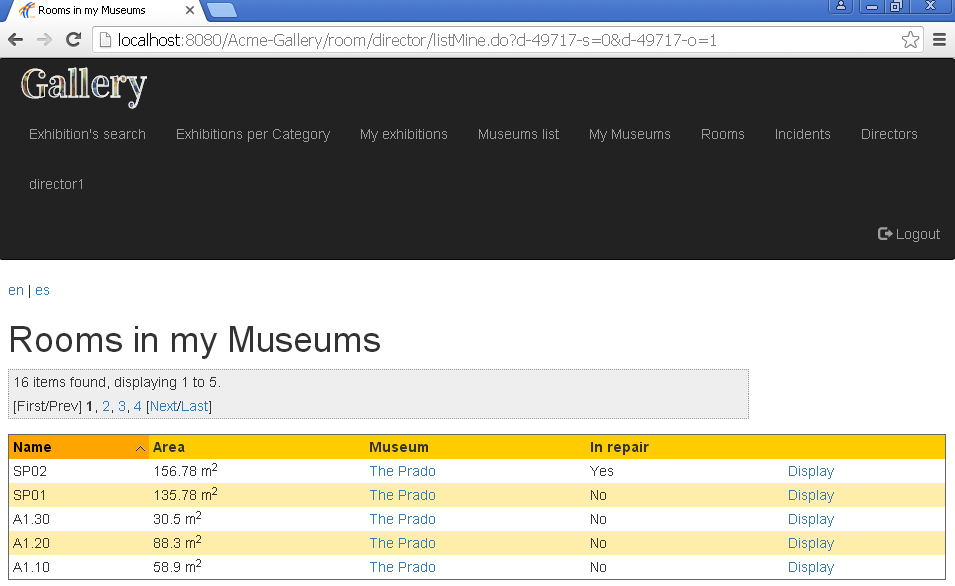 Rooms in my Museums
localhost:8080/Acme-Gallery/room/director/listMine.do?d-49717-s=0&d-49717-o=1
Gallery
Exhibition's search Exhibitions per Category My exhibitions Museums list My Museums Rooms Incidents Directors
director1
Logout
en | es
Rooms in my Museums
16 items found, displaying 1 to 5.
[First/Prev] 1, 2, 3, 4 [Next/Last]
Name Area Museum In repair
SP02 156.78 m² The Prado Yes Display
SP01 135.78 m² The Prado No Display
A1.30 30.5 m² The Prado No Display
A1.20 88.3 m² The Prado No Display
A1.10 58.9 m² The Prado No Display